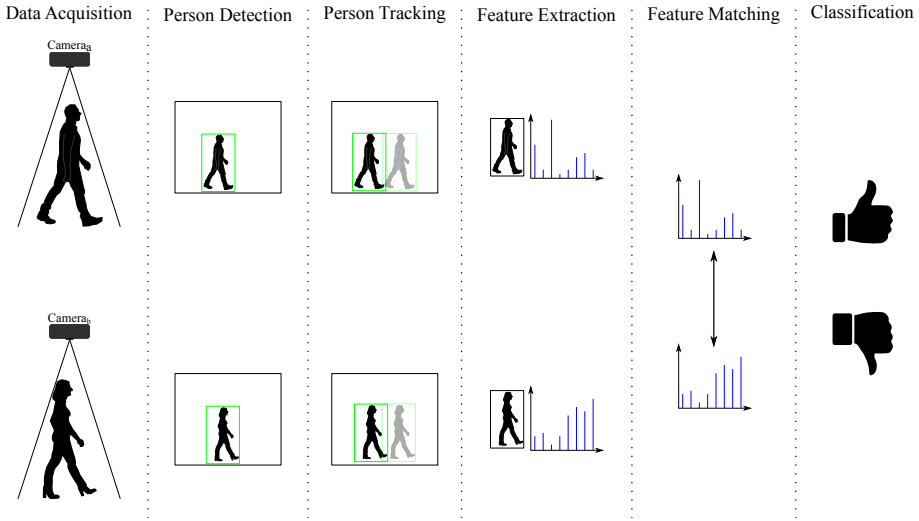 Data Acquisition
Person Detection
Person Tracking
Feature Extraction
Feature Matching
Classification
Cameraa
Camerab